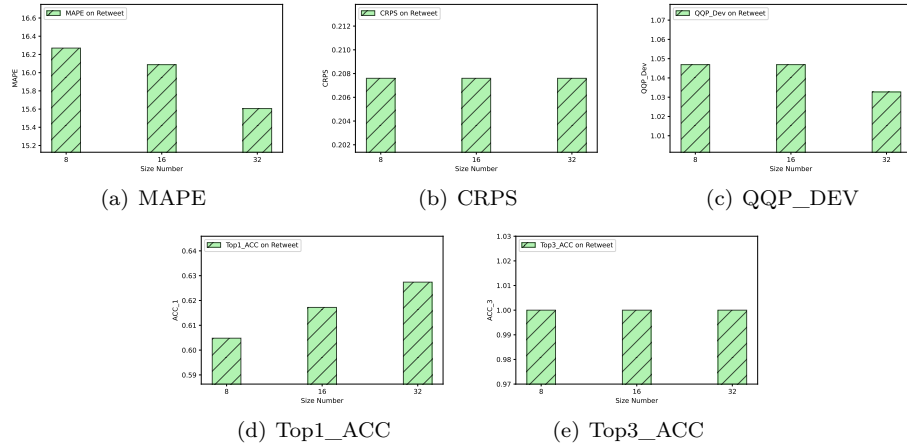 MAPE on Retweet
16.6
16.4
16.2
16.0
15.8
15.6
15.4
15.2
MAPE
8 16 32
Size Number
(a) MAPE
CRPS on Retweet
0.212
0.210
0.208
0.206
0.204
0.202
CRPS
8 16 32
Size Number
(b) CRPS
QQP_Dev on Retweet
1.07
1.06
1.05
1.04
1.03
1.02
1.01
QQP_Dev
8 16 32
Size Number
(c) QQP_DEV
Top1_ACC on Retweet
0.64
0.63
0.62
0.61
0.60
0.59
ACC_1
8 16 32
Size Number
(d) Top1_ACC
Top3_ACC on Retweet
1.03
1.02
1.01
1.00
0.99
0.98
0.97
ACC_3
8 16 32
Size Number
(e) Top3_ACC